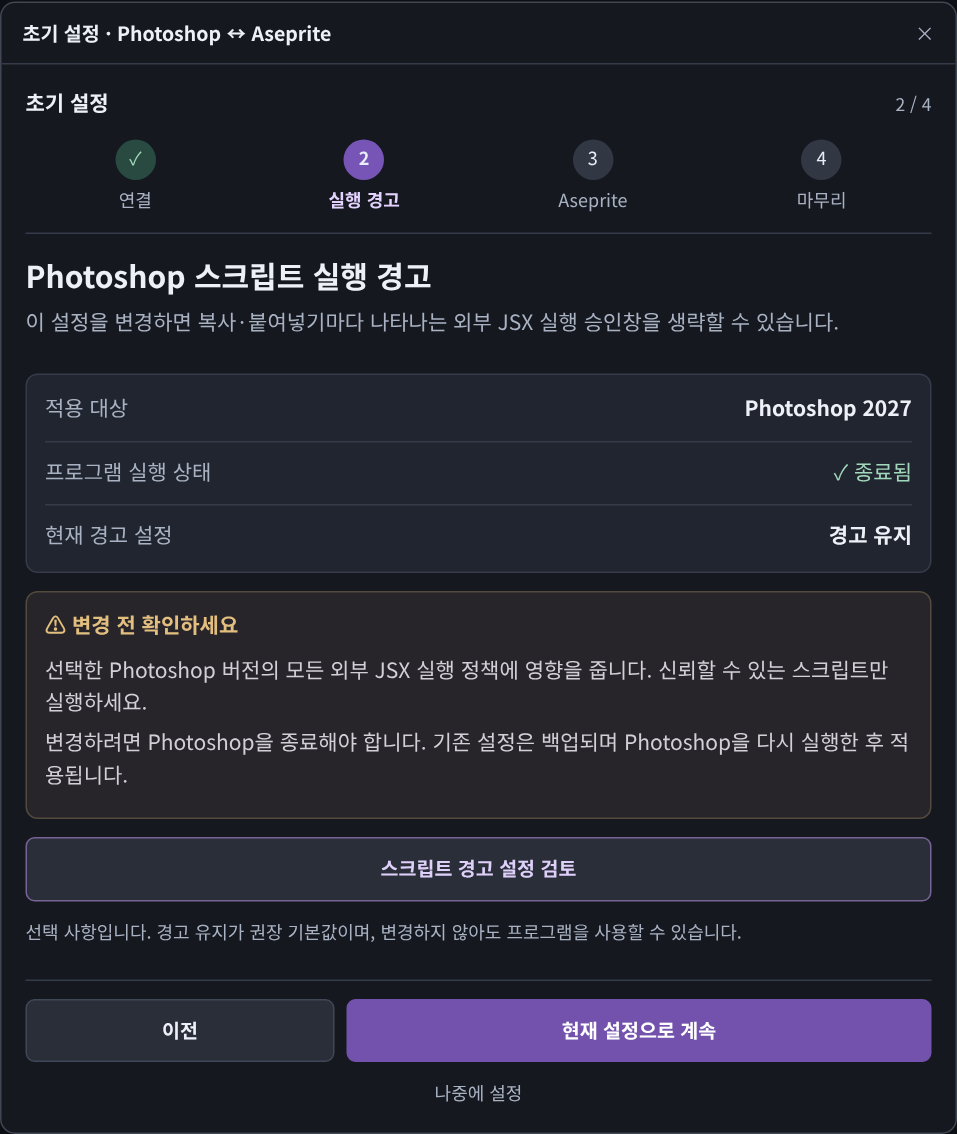 초기 설정 · Photoshop ↔ Aseprite
초기 설정
2 / 4
✓
2
3
4
연결
실행 경고
Aseprite
마무리
Photoshop 스크립트 실행 경고
이 설정을 변경하면 복사·붙여넣기마다 나타나는 외부 JSX 실행 승인창을 생략할 수 있습니다.
적용 대상
Photoshop 2027
프로그램 실행 상태
✓ 종료됨
현재 경고 설정
경고 유지
⚠ 변경 전 확인하세요
선택한 Photoshop 버전의 모든 외부 JSX 실행 정책에 영향을 줍니다. 신뢰할 수 있는 스크립트만
실행하세요.
변경하려면 Photoshop을 종료해야 합니다. 기존 설정은 백업되며 Photoshop을 다시 실행한 후 적
용됩니다.
스크립트 경고 설정 검토
선택 사항입니다. 경고 유지가 권장 기본값이며, 변경하지 않아도 프로그램을 사용할 수 있습니다.
이전
현재 설정으로 계속
나중에 설정